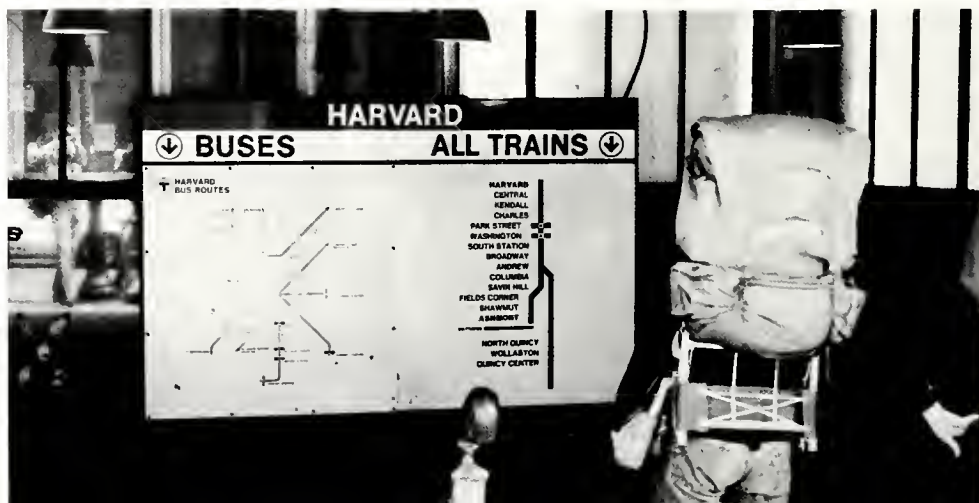 HARVARD
BUSES
ALL TRAINS
T HARVARD
BUS ROUTES
HARVARD
CENTRAL
KENDALL
CHARLES
PARK STREET
WASHINGTON
SOUTH STATION
BROADWAY
ANDREW
COLUMBIA
SAVIN HILL
FIELDS CORNER
SHAWMUT
ASHMONT
NORTH QUINCY
WOLLASTON
QUINCY CENTER